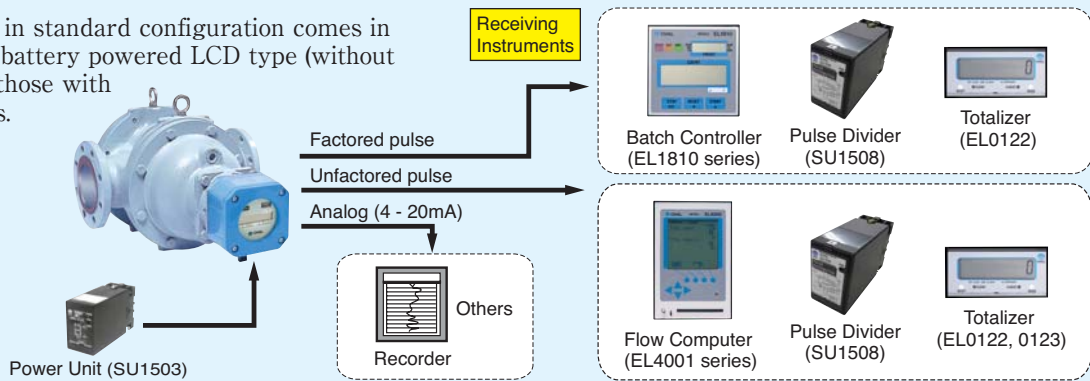 in standard configuration comes in
battery powered LCD type (without
those with
s.
Receiving
Instruments
Factored pulse
Unfactored pulse
Analog (4 - 20mA)
Batch Controller
(EL1810 series)
Pulse Divider
(SU1508)
Totalizer
(EL0122)
Others
Recorder
Power Unit (SU1503)
Flow Computer
(EL4001 series)
Pulse Divider
(SU1508)
Totalizer
(EL0122, 0123)